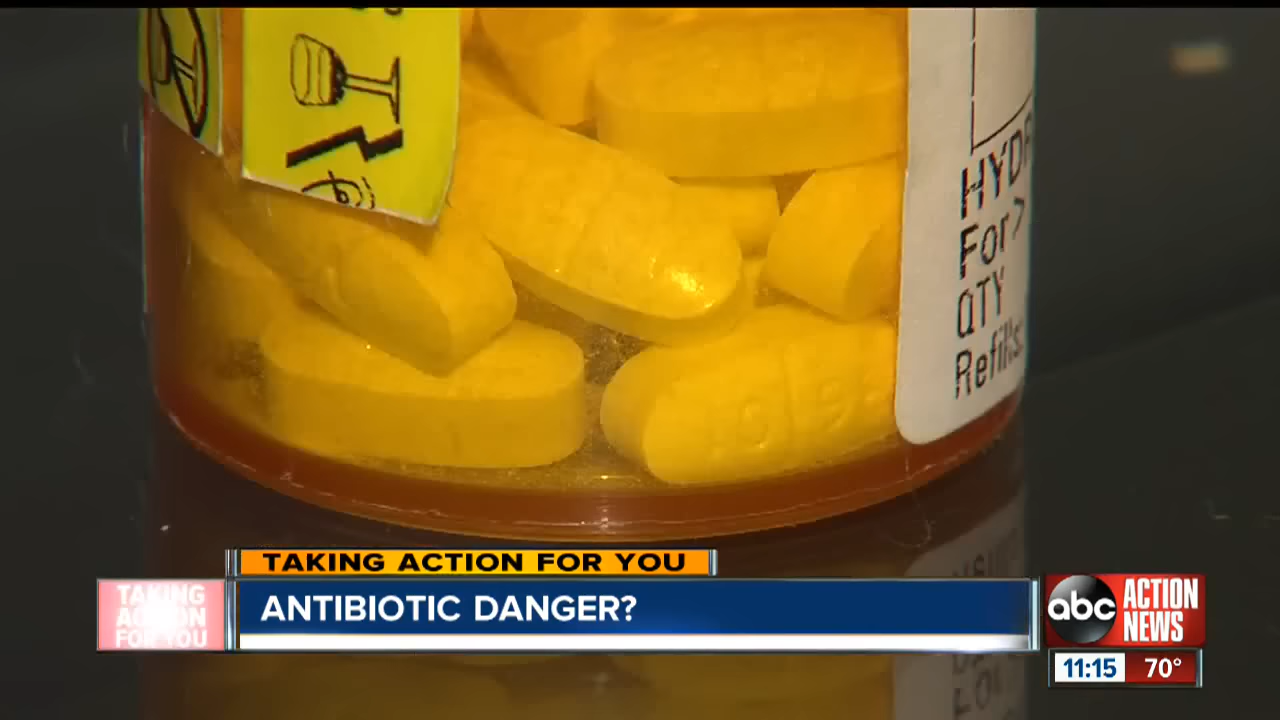 HYDR
For>
QTY
Refills:
TAKING ACTION FOR YOU
TAKING
ACTION
FOR YOU
ANTIBIOTIC DANGER?
abc
ACTION
NEWS
11:15
70°